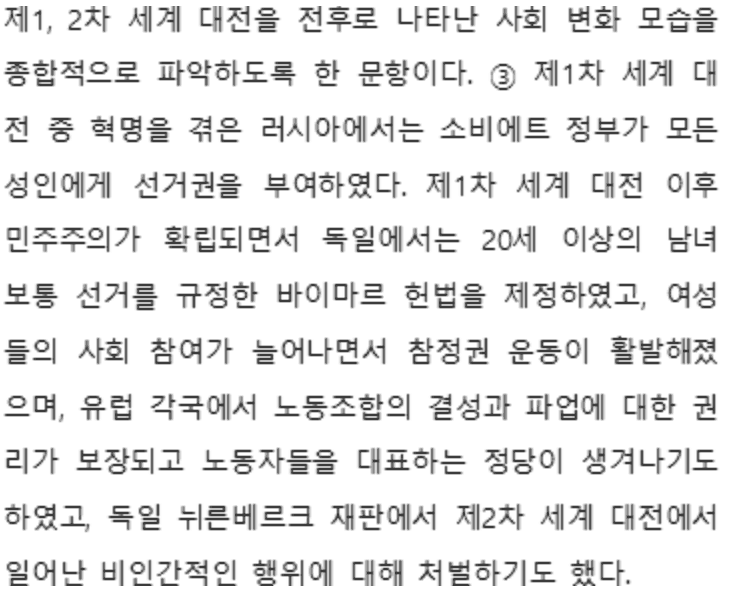 제1, 2차 세계 대전을 전후로 나타난 사회 변화 모습을
종합적으로 파악하도록 한 문항이다. ③ 제1차 세계 대
전 중 혁명을 겪은 러시아에서는 소비에트 정부가 모든
성인에게 선거권을 부여하였다. 제1차 세계 대전 이후
민주주의가 확립되면서 독일에서는 20세 이상의 남녀
보통 선거를 규정한 바이마르 헌법을 제정하였고, 여성
들의 사회 참여가 늘어나면서 참정권 운동이 활발해졌
으며, 유럽 각국에서 노동조합의 결성과 파업에 대한 권
리가 보장되고 노동자들을 대표하는 정당이 생겨나기도
하였고, 독일 뉘른베르크 재판에서 제2차 세계 대전에서
일어난 비인간적인 행위에 대해 처벌하기도 했다.